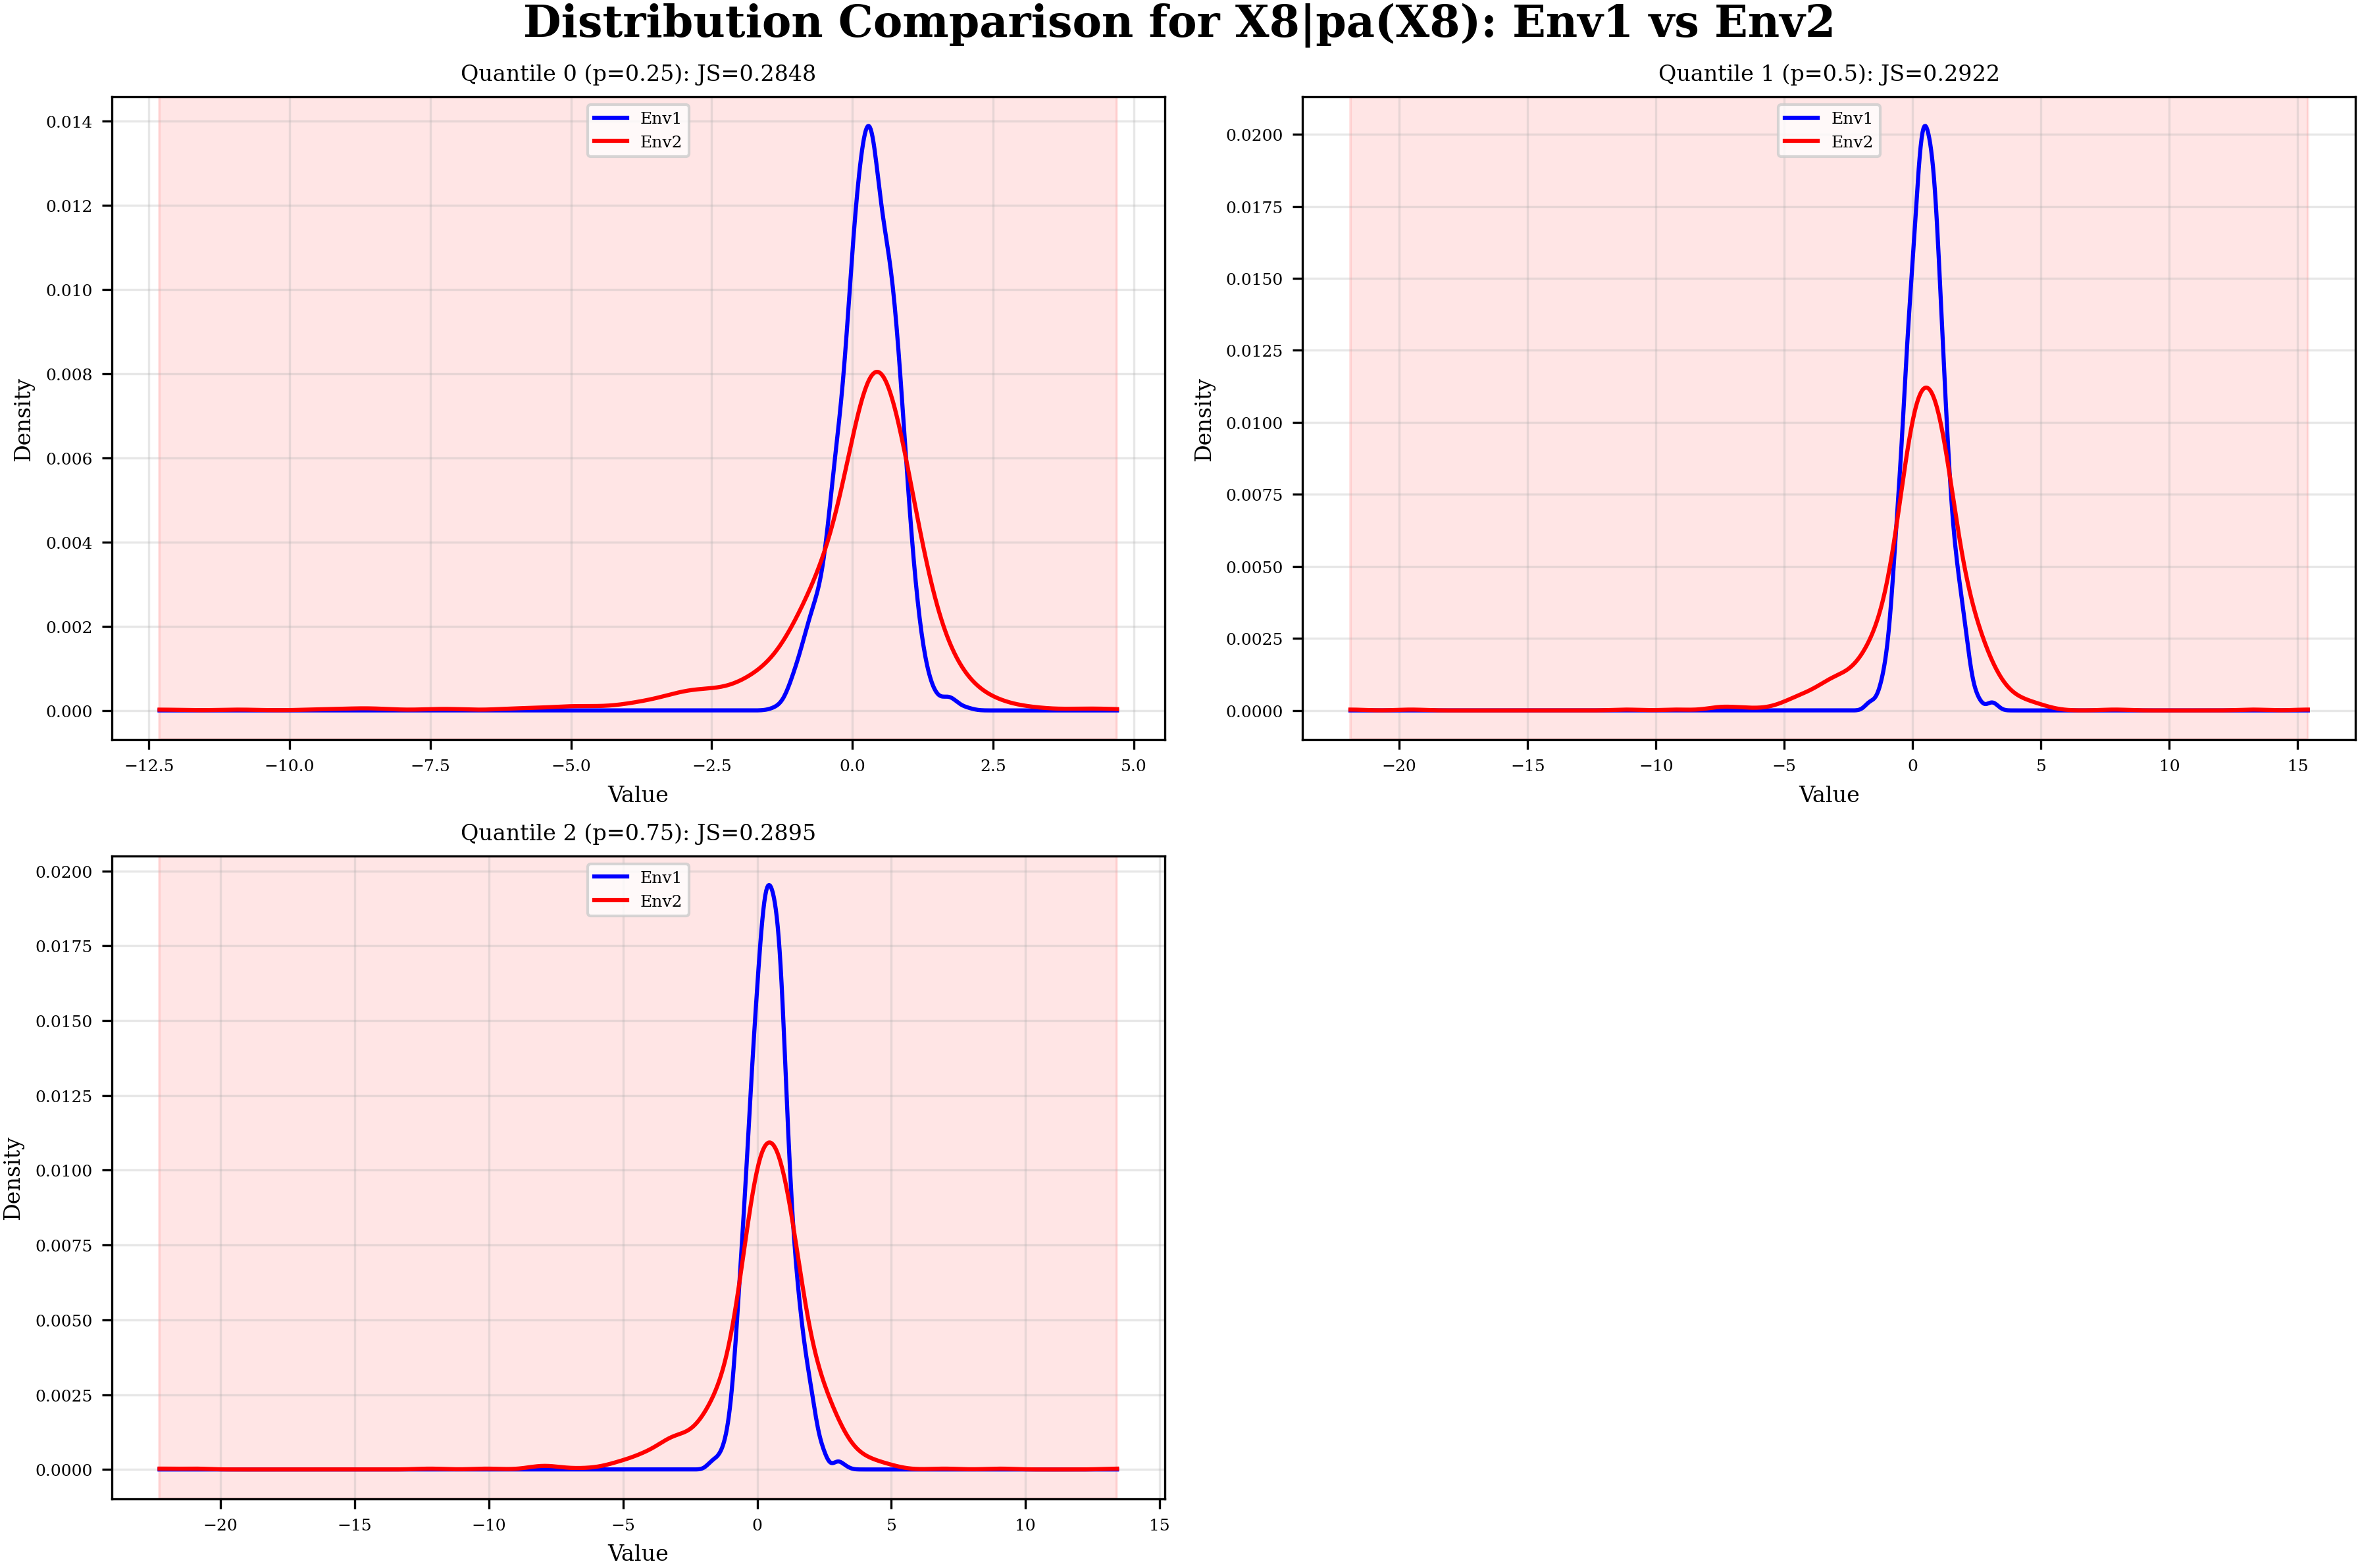 Distribution Comparison for X8|pa(X8): Env1 vs Env2
Quantile 0 (p=0.25): JS=0.2848
Env1
Env2
0.014
0.012
0.010
0.008
0.006
0.004
0.002
0.000
Density
−12.5 −10.0 −7.5 −5.0 −2.5 0.0 2.5 5.0
Value
Quantile 1 (p=0.5): JS=0.2922
Env1
Env2
0.0200
0.0175
0.0150
0.0125
0.0100
0.0075
0.0050
0.0025
0.0000
Density
−20 −15 −10 −5 0 5 10 15
Value
Quantile 2 (p=0.75): JS=0.2895
Env1
Env2
0.0200
0.0175
0.0150
0.0125
0.0100
0.0075
0.0050
0.0025
0.0000
Density
−20 −15 −10 −5 0 5 10 15
Value